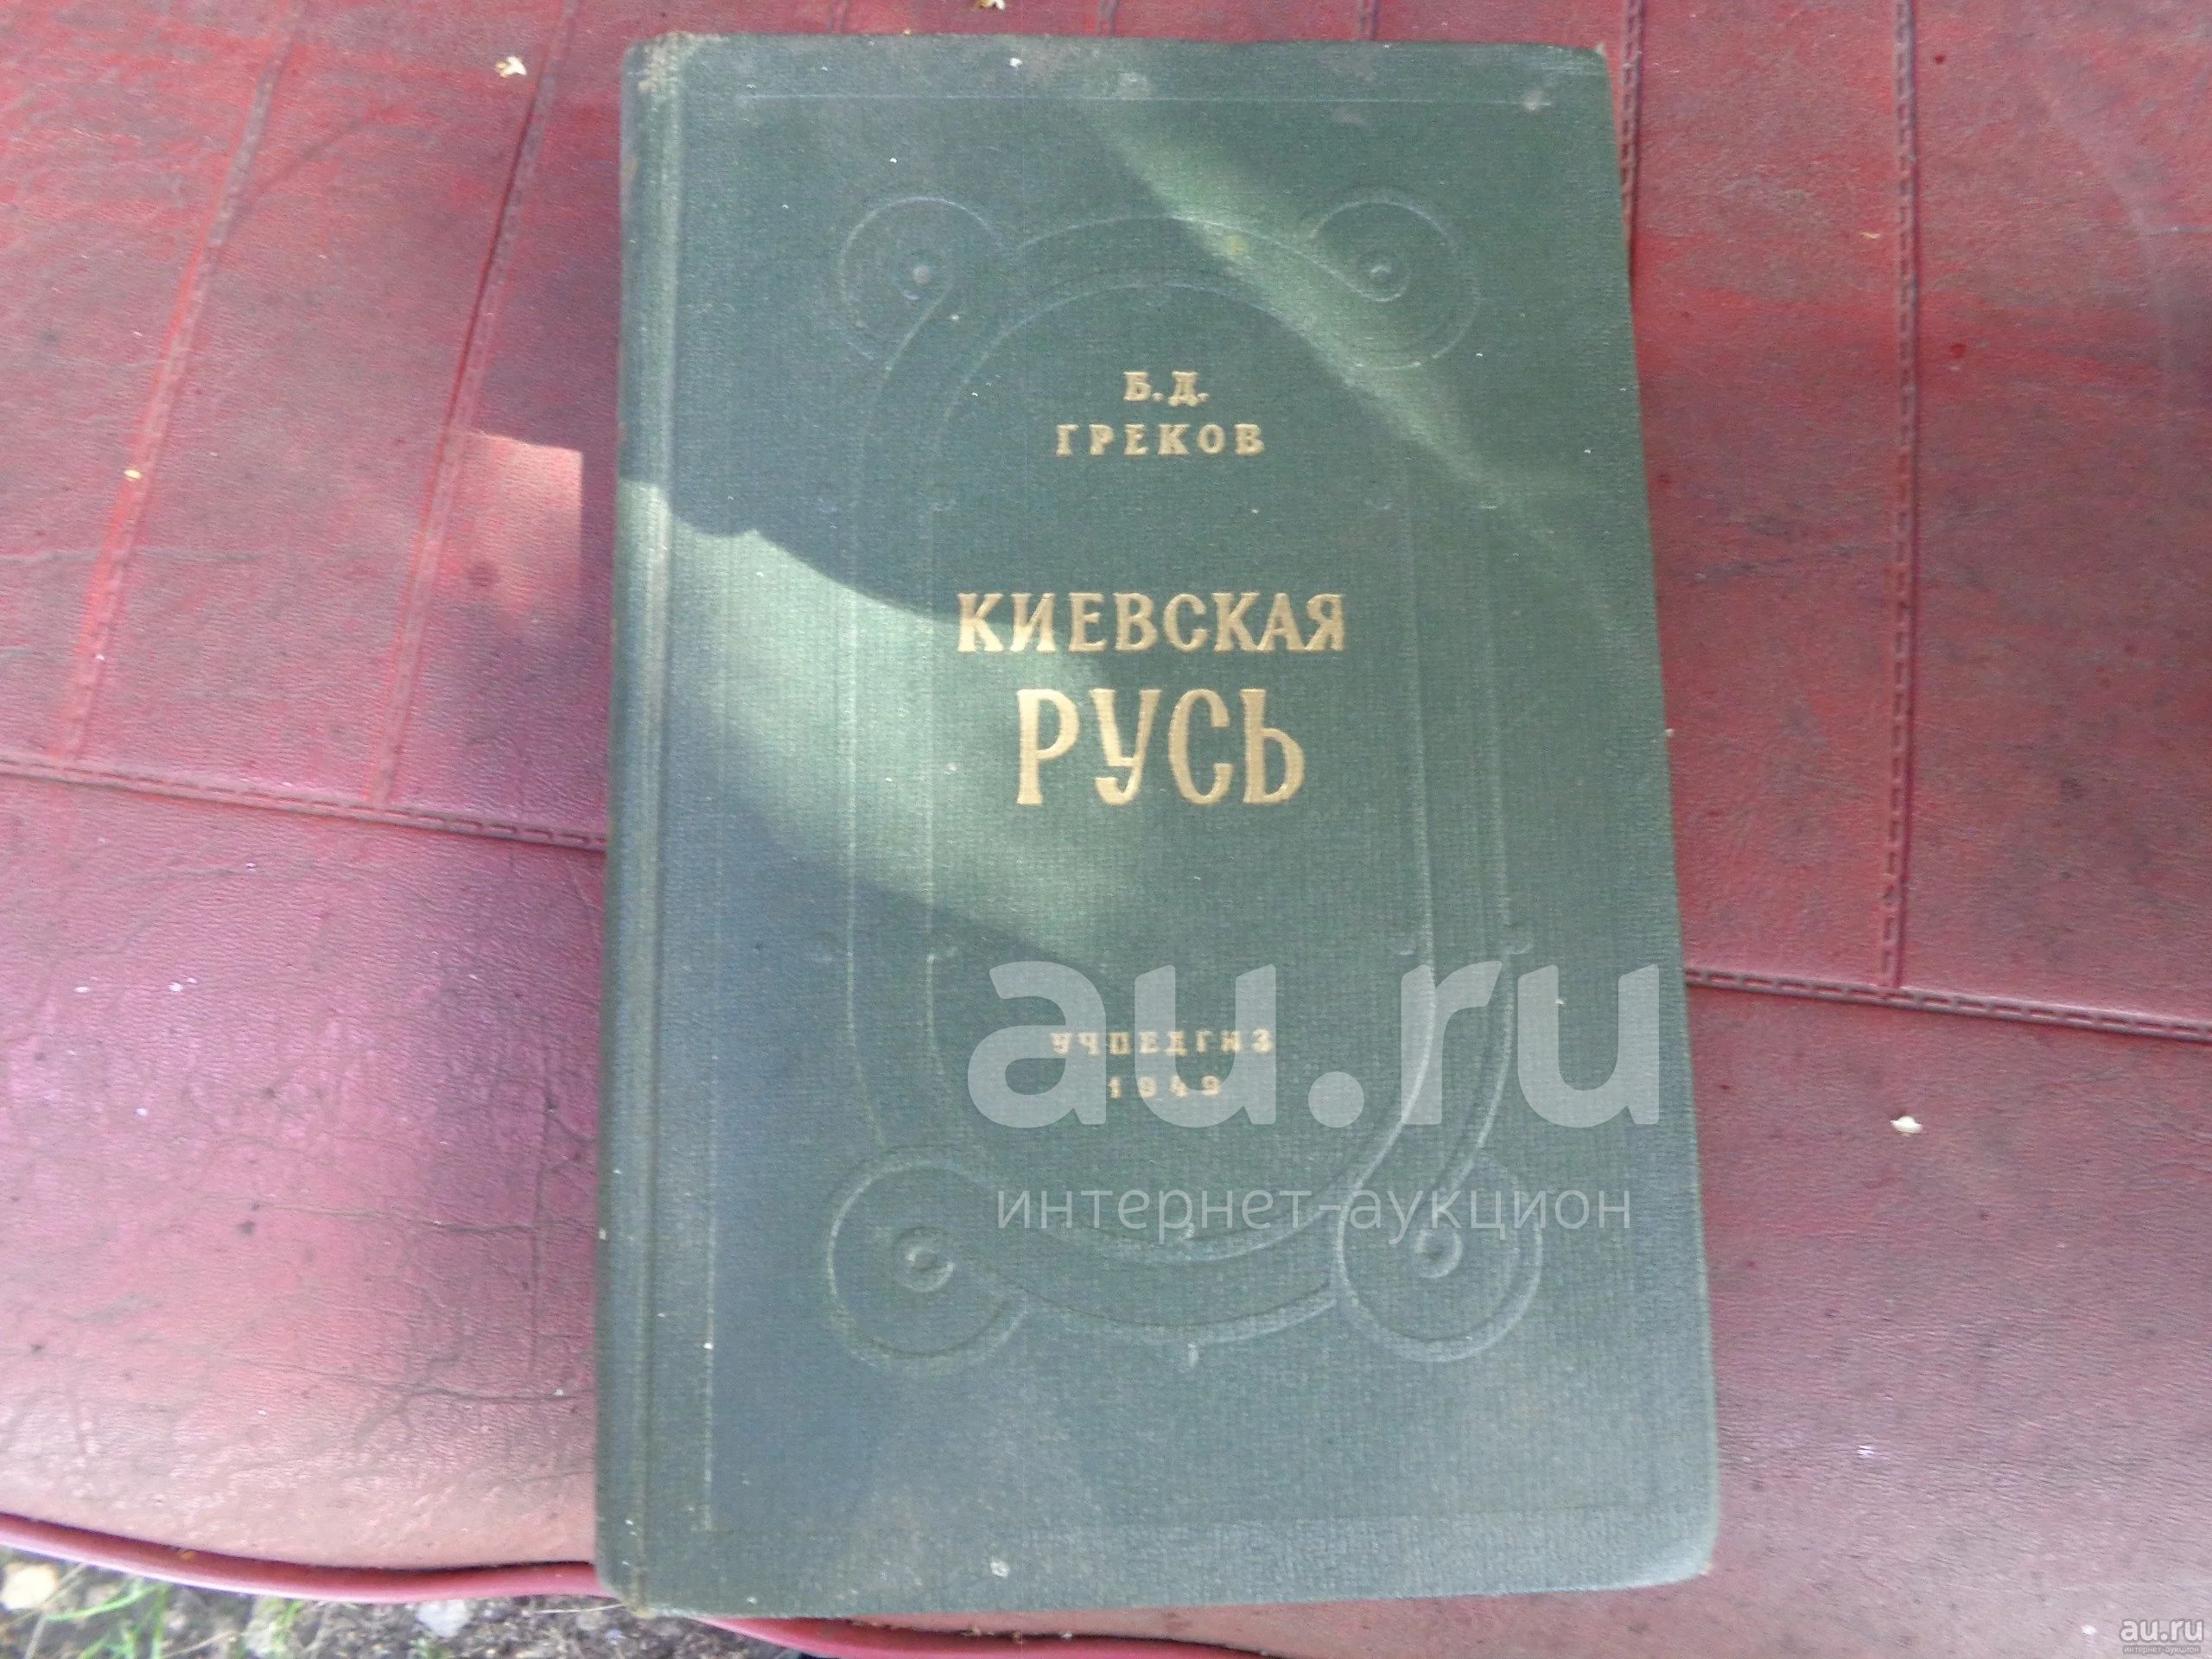 Б. Д.
ГРЕКОВ
КИЕВСКАЯ
РУСЬ
УЧПЕДГИЗ
1949
au.ru
интернет-аукцион
au.ru
интернет-аукцион